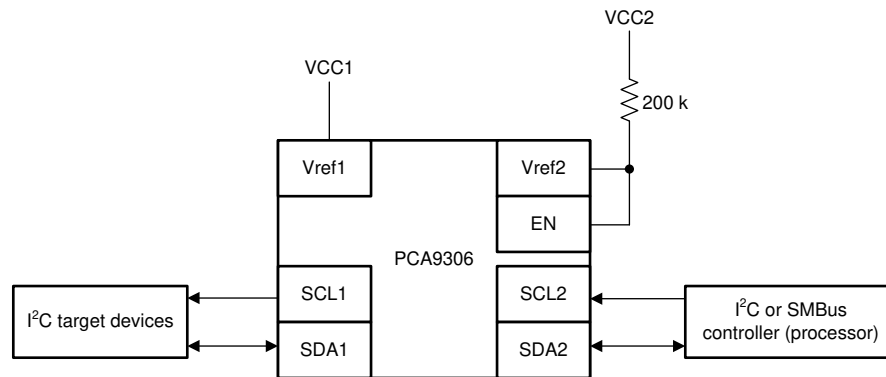 VCC2
VCC1
200 k
Vref1
Vref2
EN
PCA9306
SCL1
SCL2
I²C target devices
I²C or SMBus
controller (processor)
SDA1
SDA2